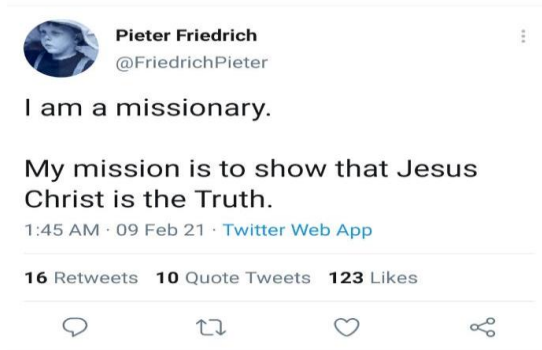 Pieter Friedrich
@FriedrichPieter
I am a missionary.
My mission is to show that Jesus
Christ is the Truth.
1:45 AM · 09 Feb 21 · Twitter Web App
16 Retweets 10 Quote Tweets 123 Likes